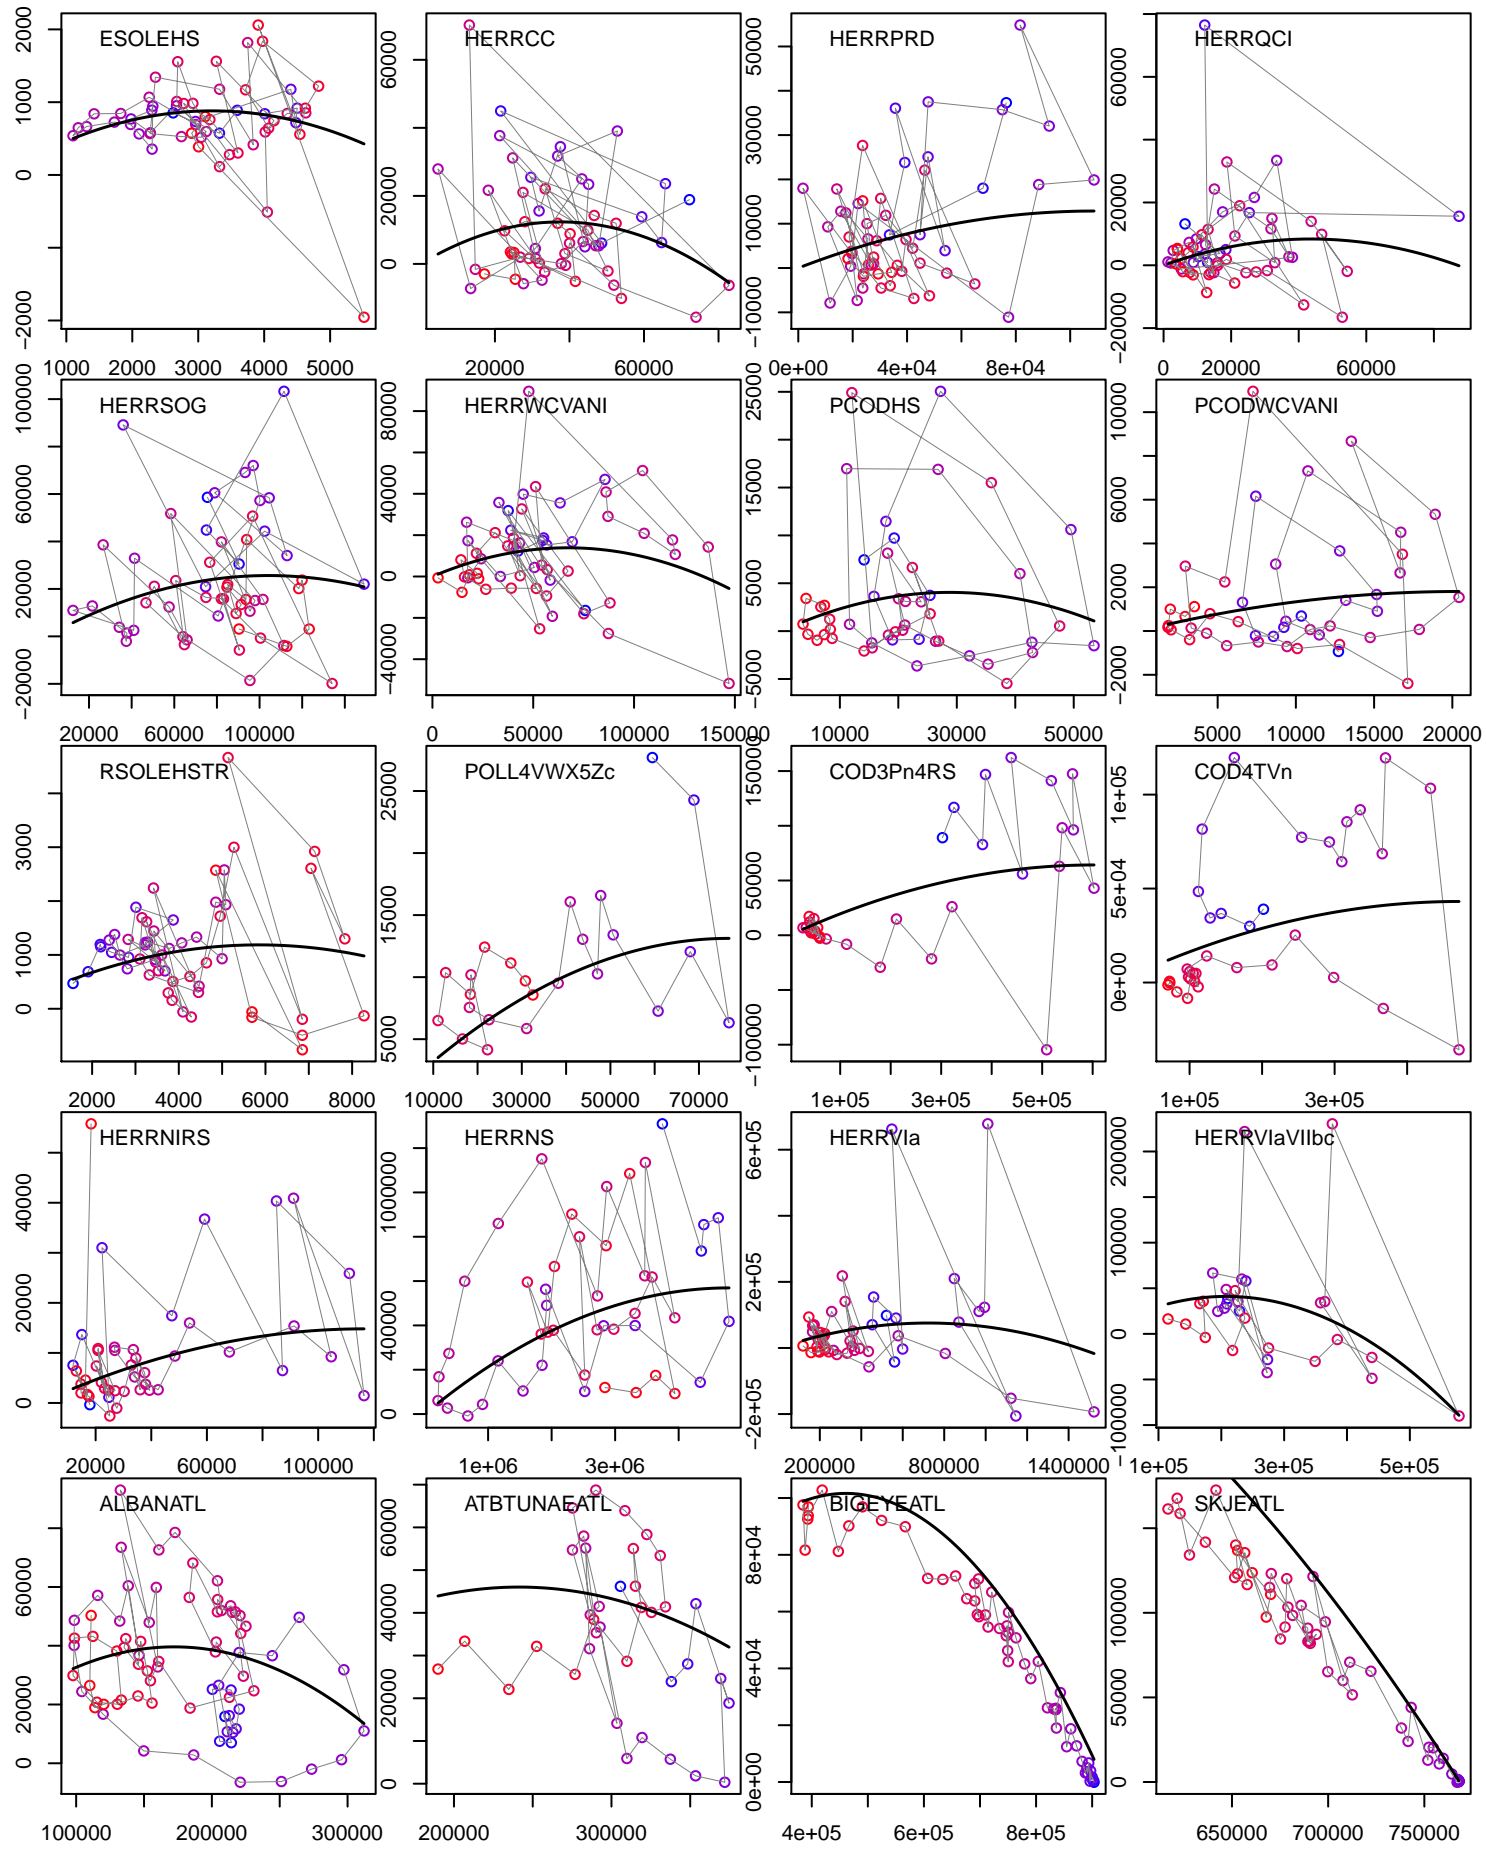 ESOLEHS
HERRCC
HERRPRD
HERRQCI
−2000 0 1000 2000
0 20000 60000
−10000 10000 30000 50000
−20000 0 20000 60000
1000 2000 3000 4000 5000
20000 60000
0e+00 4e+04 8e+04
0 20000 60000
HERRSOG
HERRWCVANI
PCODHS
PCODWCVANI
−20000 20000 60000 100000
−40000 0 40000 80000
−5000 5000 15000 25000
−2000 2000 6000 10000
20000 60000 100000
0 50000 100000 150000
10000 30000 50000
5000 10000 15000 20000
RSOLEHSTR
POLL4VWX5Zc
COD3Pn4RS
COD4TVn
0 1000 3000
5000 15000 25000
−100000 0 50000 150000
0e+00 5e+04 1e+05
2000 4000 6000 8000
10000 30000 50000 70000
1e+05 3e+05 5e+05
1e+05 3e+05
HERRNIRS
HERRNS
HERRVIa
HERRVIaVIIbc
0 20000 40000
0 400000 1000000
−2e+05 2e+05 6e+05
−100000 0 100000 200000
20000 60000 100000
1e+06 3e+06
200000 800000 1400000
1e+05 3e+05 5e+05
ALBANATL
ATBTUNAEATL
BIGEYEATL
SKJEATL
0 20000 60000
0 20000 40000 60000
0e+00 4e+04 8e+04
0 50000 100000
100000 200000 300000
200000 300000
4e+05 6e+05 8e+05
650000 700000 750000